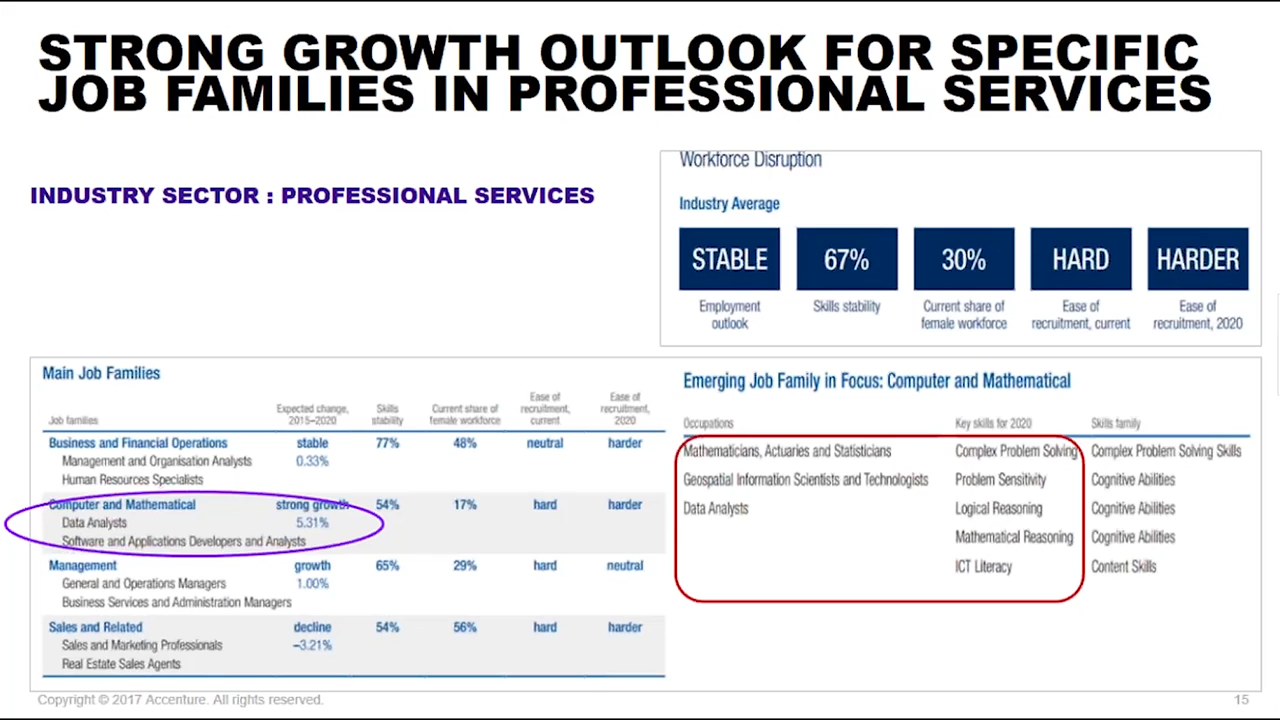 STRONG GROWTH OUTLOOK FOR SPECIFIC
JOB FAMILIES IN PROFESSIONAL SERVICES
INDUSTRY SECTOR : PROFESSIONAL SERVICES
Workforce Disruption
Industry Average
STABLE 67% 30% HARD HARDER
Employment Skills stability Current share of Ease of Ease of
outlook female workforce recruitment, current recruitment, 2020
Main Job Families
Ease of Ease of
Expected change, Skills Current share of recruitment, recruitment,
Job families 2015–2020 stability female workforce current 2020
Business and Financial Operations stable 77% 48% neutral harder
Management and Organisation Analysts 0.33%
Human Resources Specialists
Computer and Mathematical strong growth 54% 17% hard harder
Data Analysts 5.31%
Software and Applications Developers and Analysts
Management growth 65% 29% hard neutral
General and Operations Managers 1.00%
Business Services and Administration Managers
Sales and Related decline 54% 56% hard harder
Sales and Marketing Professionals –3.21%
Real Estate Sales Agents
Emerging Job Family in Focus: Computer and Mathematical
Occupations Key skills for 2020 Skills family
Mathematicians, Actuaries and Statisticians Complex Problem Solving Complex Problem Solving Skills
Geospatial Information Scientists and Technologists Problem Sensitivity Cognitive Abilities
Data Analysts Logical Reasoning Cognitive Abilities
Mathematical Reasoning Cognitive Abilities
ICT Literacy Content Skills
Copyright © 2017 Accenture. All rights reserved. 15